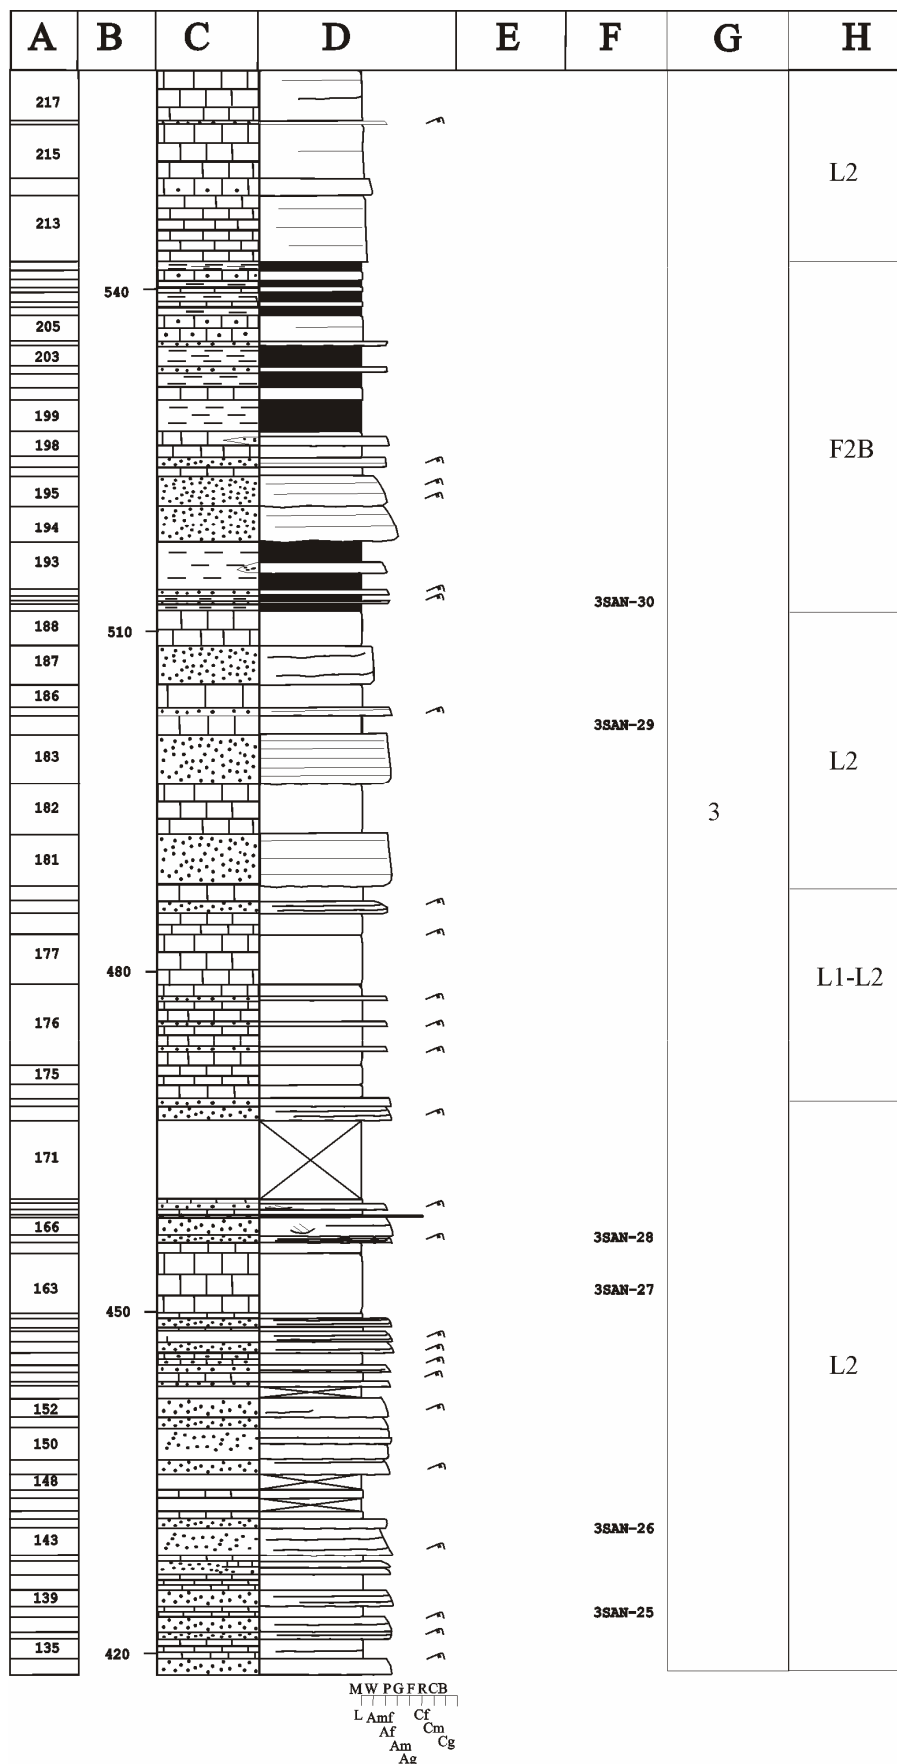 A B C D E F G H
217
215
L2
213
540
205
203
199
198
F2B
195
194
193
3SAN-30
188
510
187
186
3SAN-29
183
L2
182
3
181
177
480
L1-L2
176
175
171
166
3SAN-28
163
3SAN-27
450
L2
152
150
148
3SAN-26
143
139
3SAN-25
135
420
M W P G F R C B
L Amf Cf
Af Cm
Am Cg
Ag